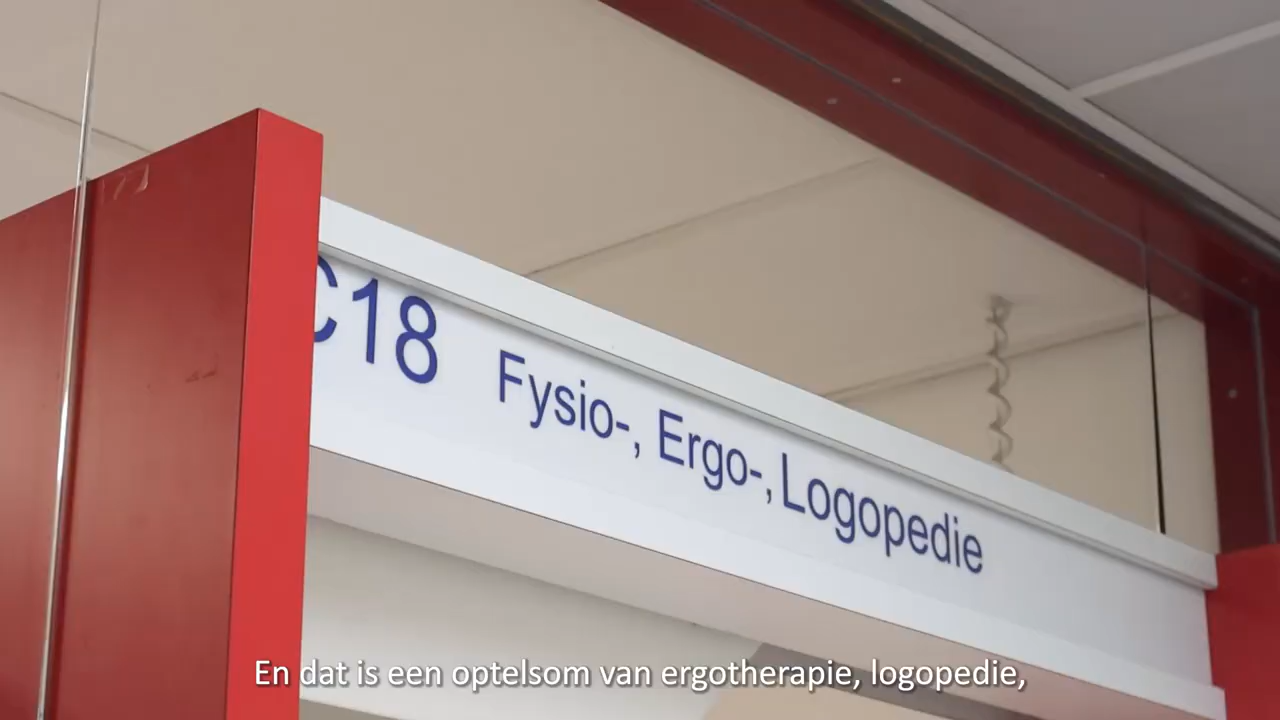 C18 Fysio-, Ergo-, Logopedie
En dat is een optelsom van ergotherapie, logopedie,